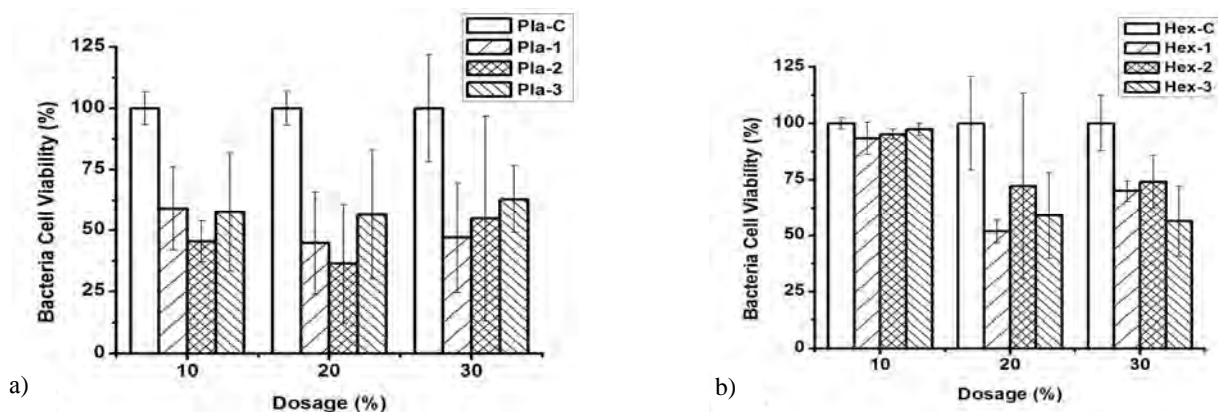 Pla-C
Pla-1
Pla-2
Pla-3
125
100
75
50
25
0
Bacteria Cell Viability (%)
10 20 30
Dosage (%)
a)
Hex-C
Hex-1
Hex-2
Hex-3
125
100
75
50
25
0
Bacteria Cell Viability (%)
10 20 30
Dosage (%)
b)